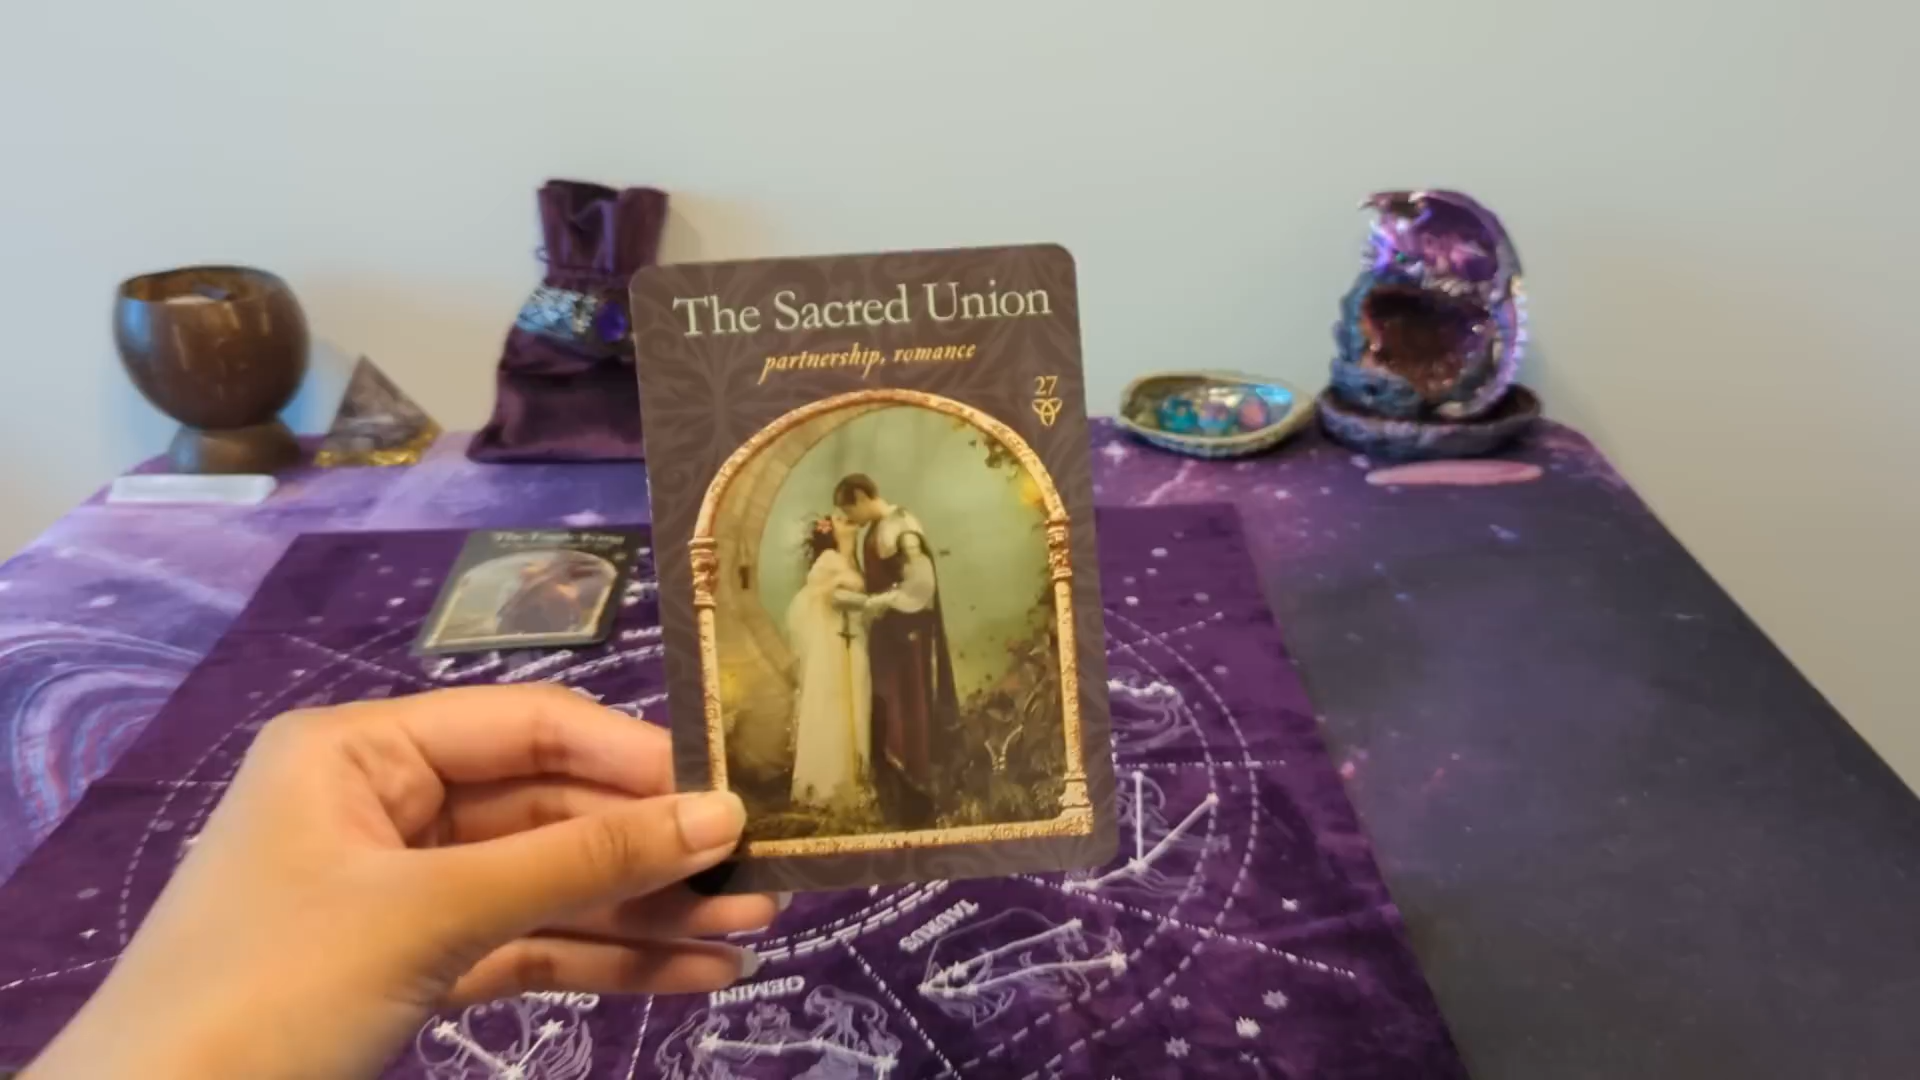 The Sacred Union
partnership, romance
27
TAURUS
GEMINI